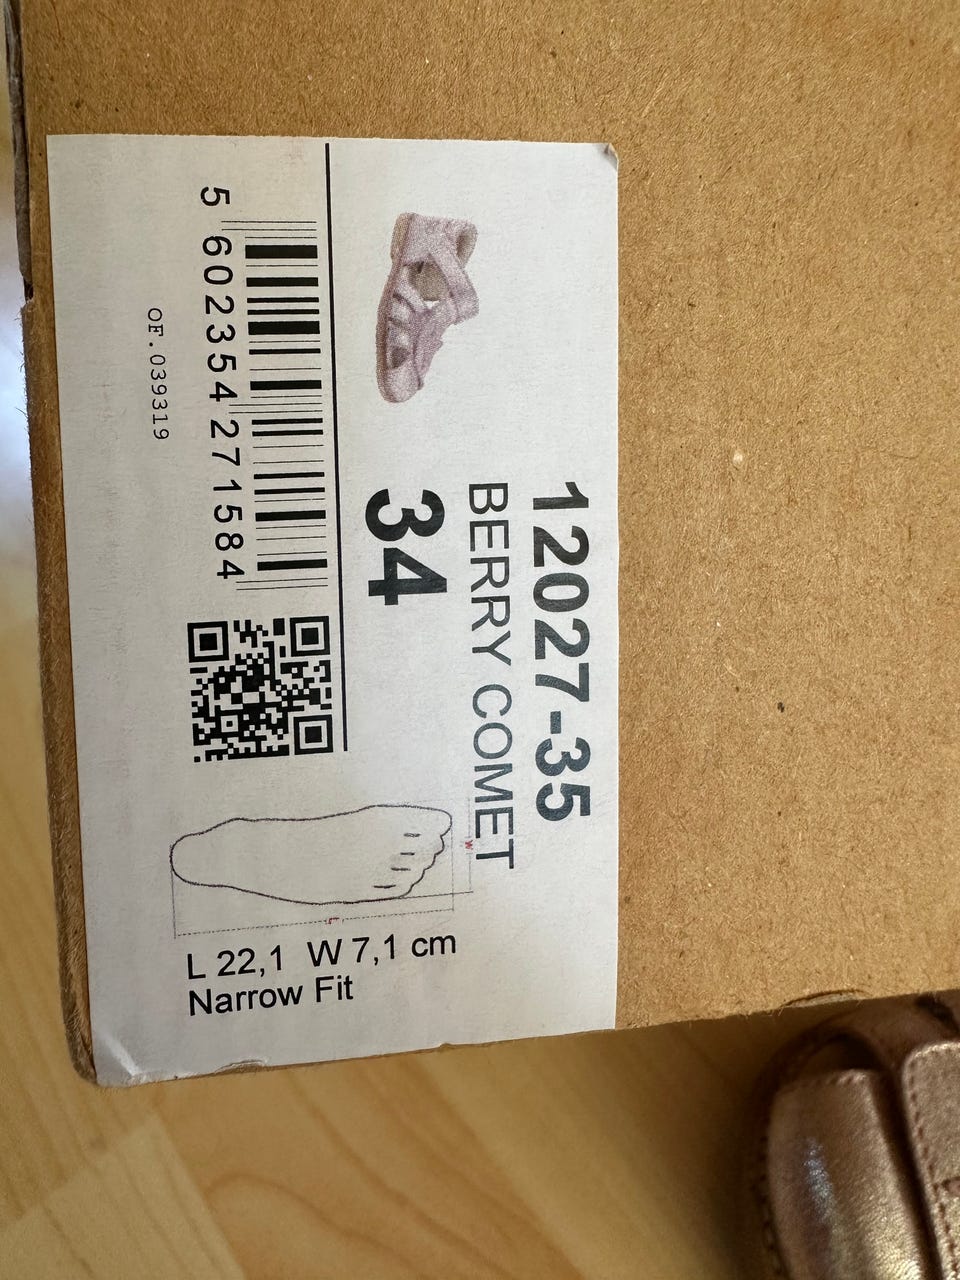 12027-35
BERRY COMET
34
5 602354 271584
OF.039319
W
L
L 22,1 W 7,1 cm
Narrow Fit